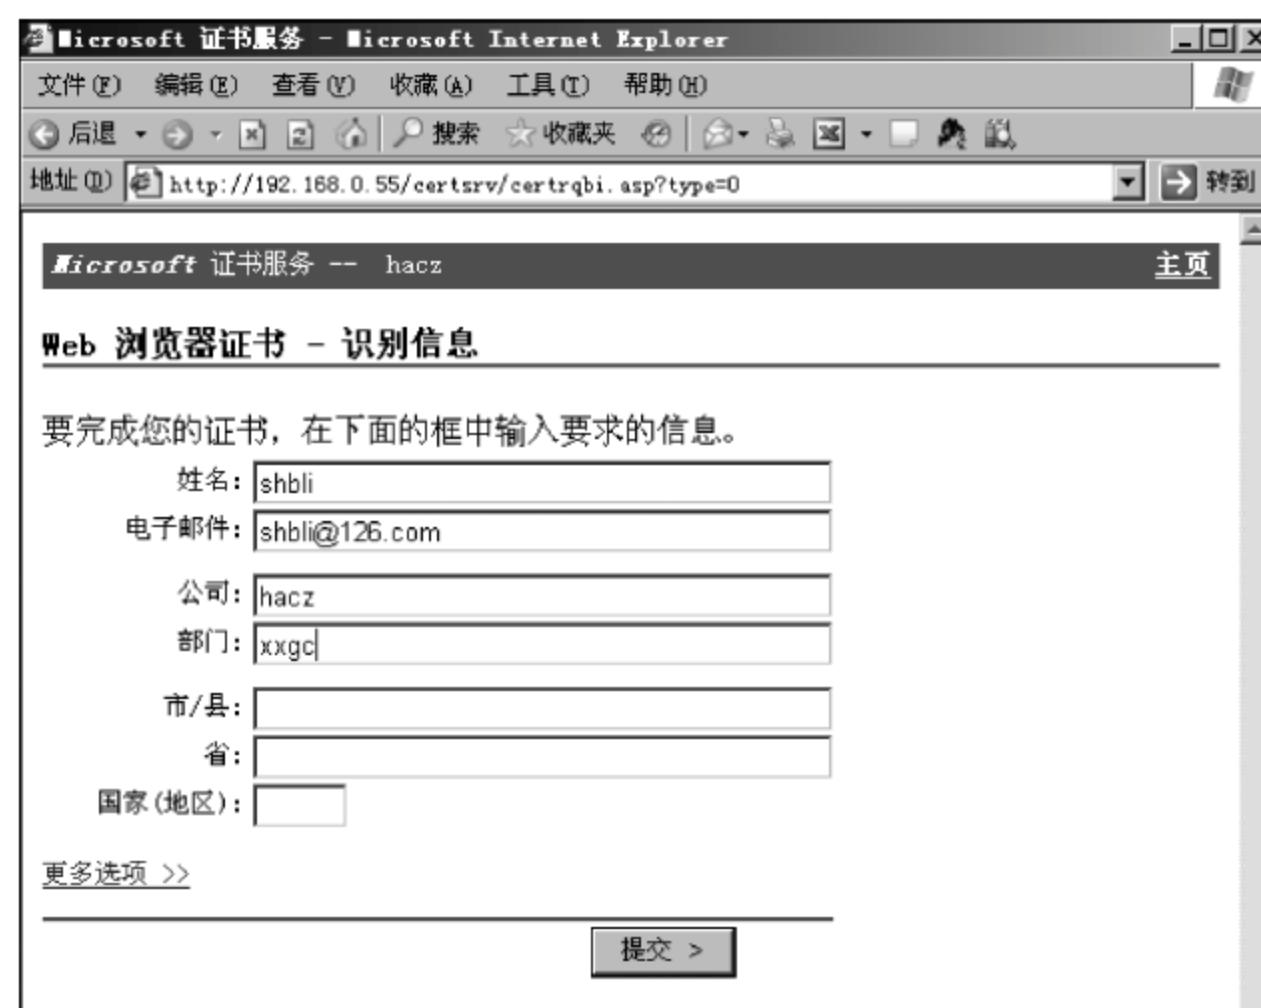 Microsoft 证书服务 - Microsoft Internet Explorer
文件(F) 编辑(E) 查看(V) 收藏(A) 工具(T) 帮助(H)
后退 搜索 收藏夹
地址(D) http://192.168.0.55/certsrv/certrqbi.asp?type=0 转到
Microsoft 证书服务 -- hacz 主页
Web 浏览器证书 - 识别信息
要完成您的证书，在下面的框中输入要求的信息。
姓名: shbli
电子邮件: shbli@126.com
公司: hacz
部门: xxgc
市/县:
省:
国家(地区):
更多选项 >>
提交 >